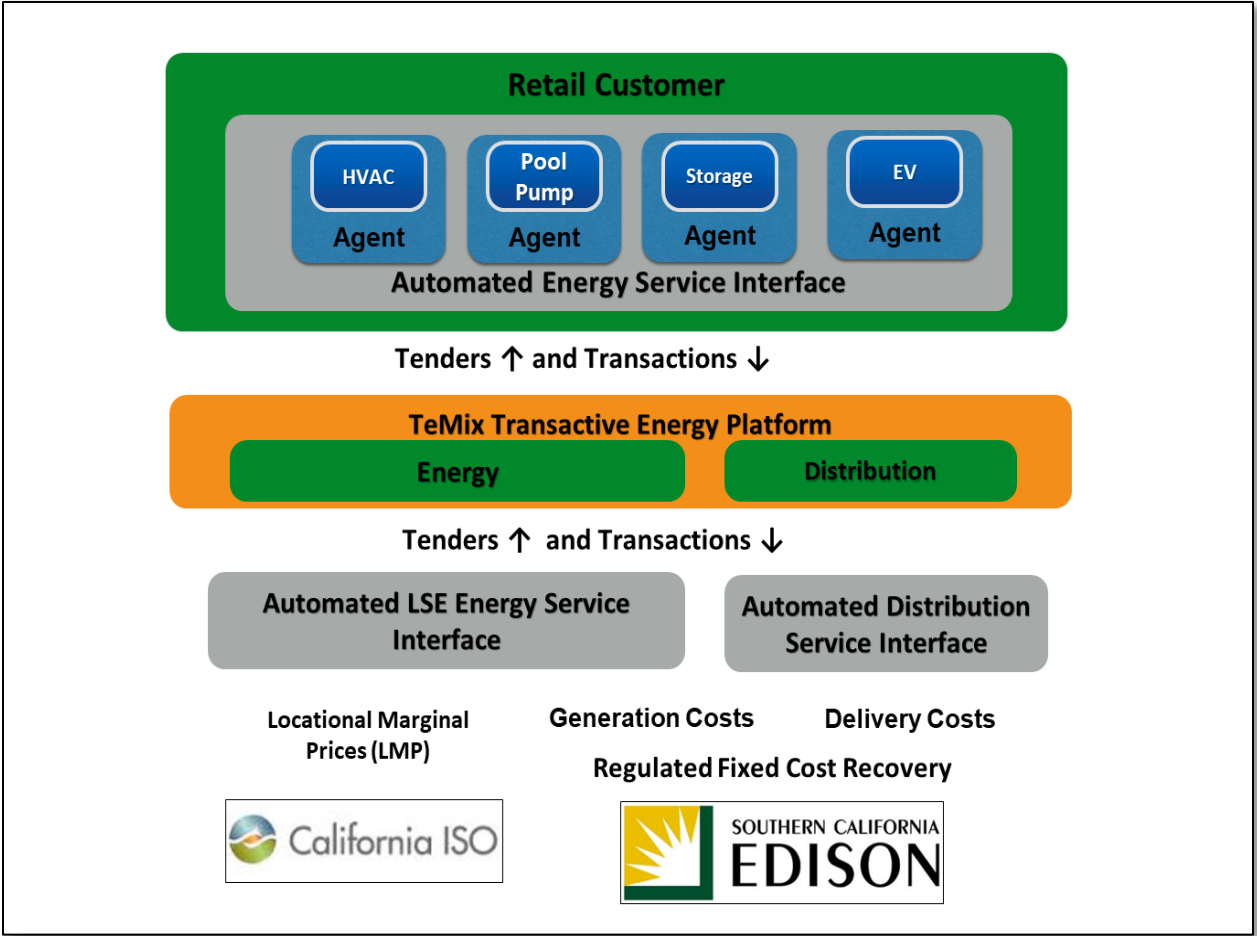 Retail Customer
HVAC
Pool
Pump
Storage
EV
Agent
Agent
Agent
Agent
Automated Energy Service Interface
Tenders ↑ and Transactions ↓
TeMix Transactive Energy Platform
Energy
Distribution
Tenders ↑ and Transactions ↓
Automated LSE Energy Service
Interface
Automated Distribution
Service Interface
Locational Marginal
Prices (LMP)
Generation Costs
Delivery Costs
Regulated Fixed Cost Recovery
California ISO
SOUTHERN CALIFORNIA
EDISON